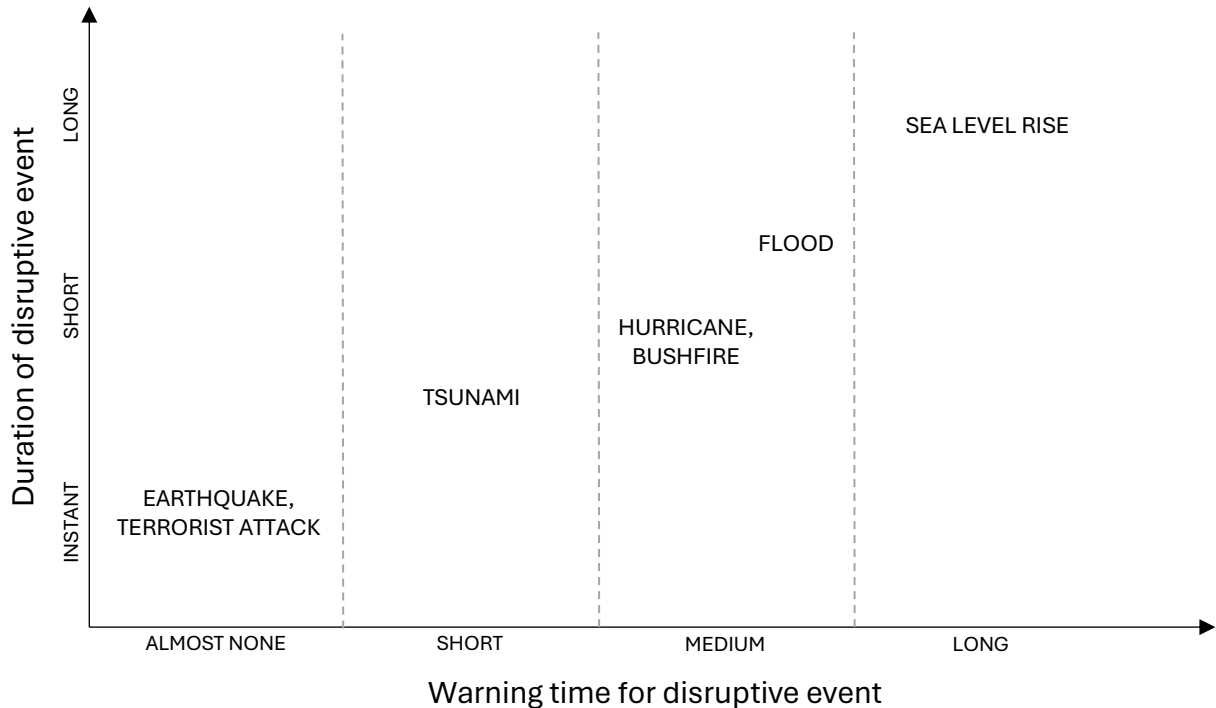 Duration of disruptive event
LONG
SHORT
INSTANT
SEA LEVEL RISE
FLOOD
HURRICANE,
BUSHFIRE
TSUNAMI
EARTHQUAKE,
TERRORIST ATTACK
ALMOST NONE
SHORT
MEDIUM
LONG
Warning time for disruptive event